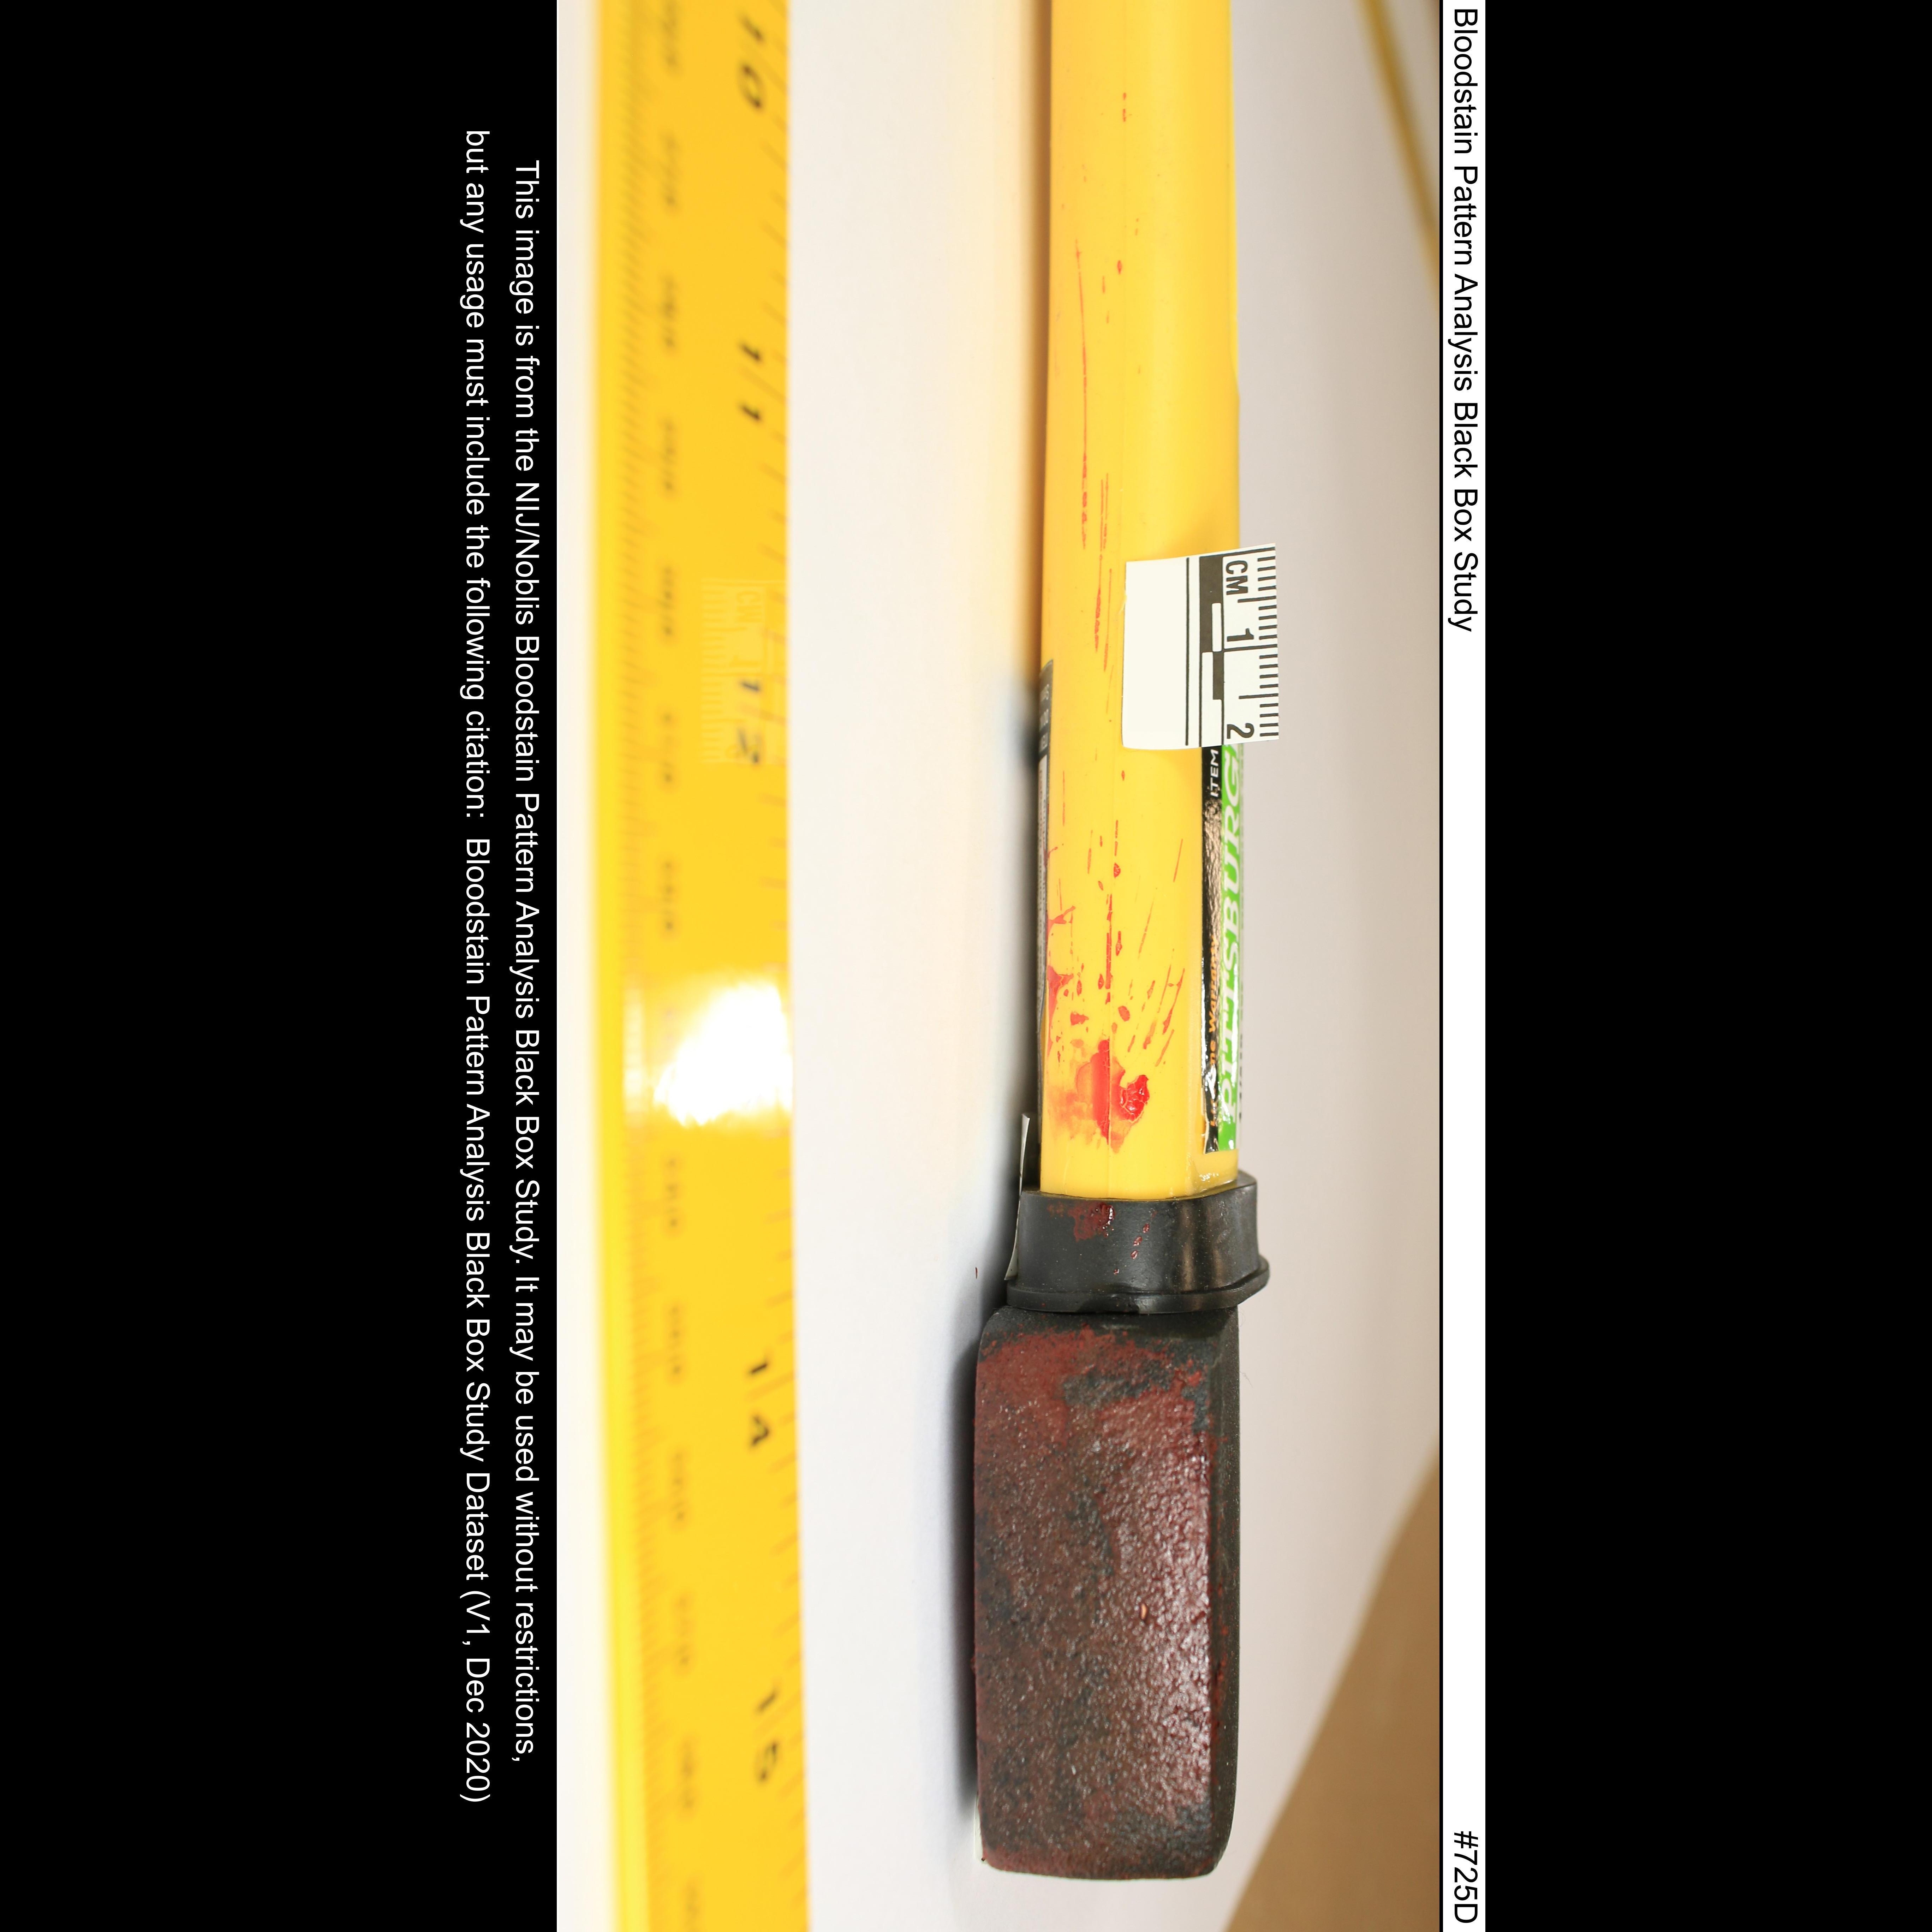 Bloodstain Pattern Analysis Black Box Study #725D
CM 1 2
ITEM
10
11
12
14
15
This image is from the NIJ/Noblis Bloodstain Pattern Analysis Black Box Study. It may be used without restrictions,
but any usage must include the following citation: Bloodstain Pattern Analysis Black Box Study Dataset (V1, Dec 2020)